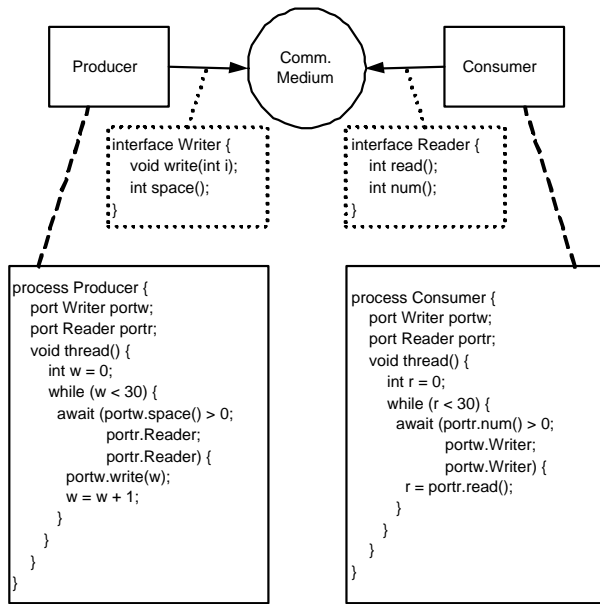 Producer
Comm.
Medium
Consumer
interface Writer {
void write(int i);
int space();
}
interface Reader {
int read();
int num();
}
process Producer {
port Writer portw;
port Reader portr;
void thread() {
int w = 0;
while (w < 30) {
await (portw.space() > 0;
portr.Reader;
portr.Reader) {
portw.write(w);
w = w + 1;
}
}
}
}
process Consumer {
port Writer portw;
port Reader portr;
void thread() {
int r = 0;
while (r < 30) {
await (portr.num() > 0;
portw.Writer;
portw.Writer) {
r = portr.read();
}
}
}
}